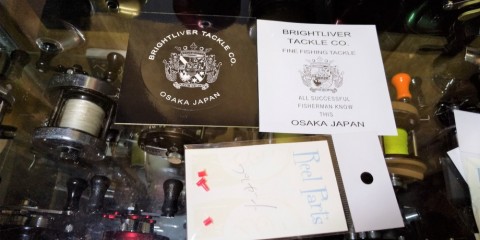 BRIGHTLIVER TACKLE CO.
OSAKA JAPAN
BRIGHTLIVER
TACKLE CO.
FINE FISHING TACKLE
ALL SUCCESSFUL
FISHERMAN KNOW
THIS
OSAKA JAPAN
Reel Parts